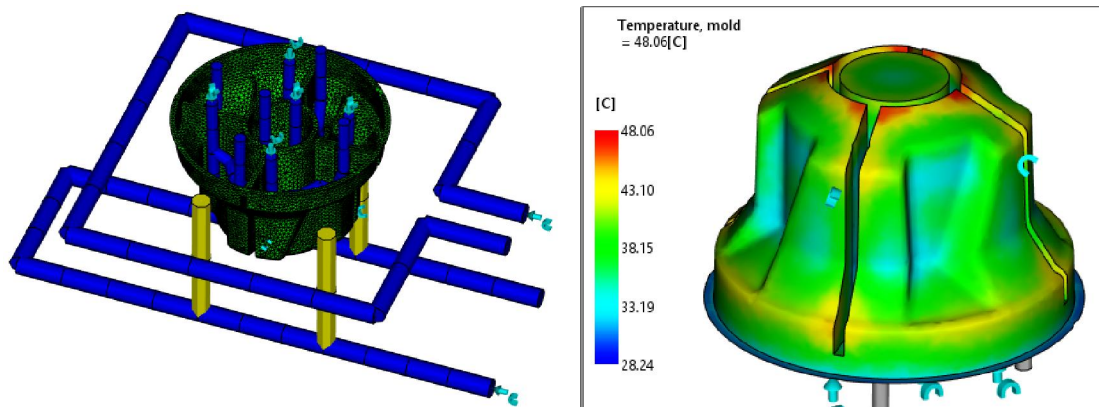 Temperature, mold
= 48.06[C]
[C]
48.06
43.10
38.15
33.19
28.24